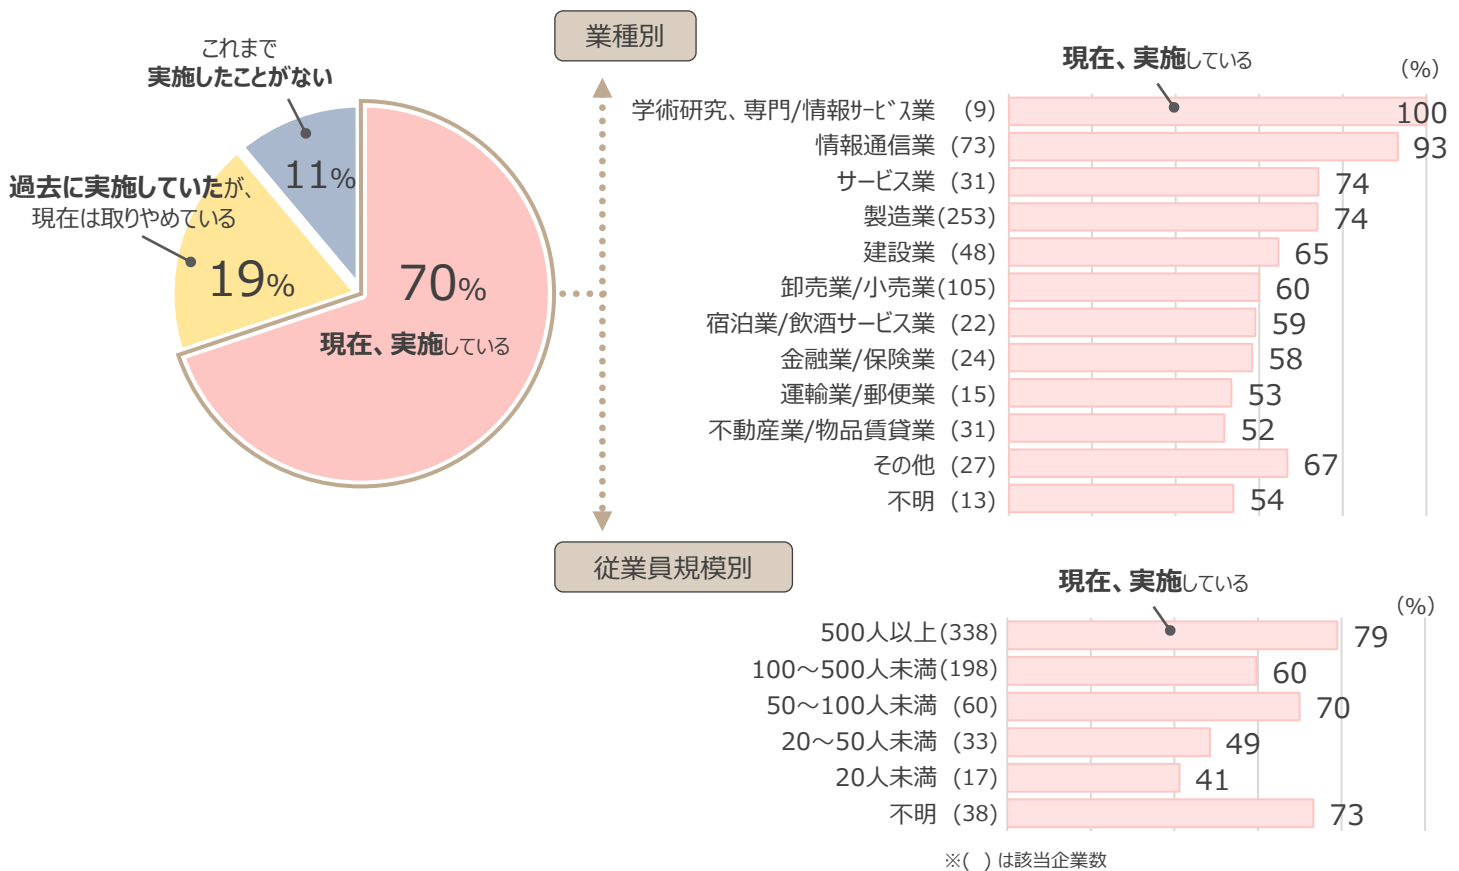 これまで
実施したことがない
11%
過去に実施していたが、
現在は取りやめている
19%
70%
現在、実施している
業種別
現在、実施している
(%)
学術研究、専門/情報ｻｰﾋﾞｽ業 (9) 100
情報通信業 (73) 93
サービス業 (31) 74
製造業(253) 74
建設業 (48) 65
卸売業/小売業(105) 60
宿泊業/飲酒サービス業 (22) 59
金融業/保険業 (24) 58
運輸業/郵便業 (15) 53
不動産業/物品賃貸業 (31) 52
その他 (27) 67
不明 (13) 54
従業員規模別
現在、実施している
(%)
500人以上(338) 79
100～500人未満(198) 60
50～100人未満 (60) 70
20～50人未満 (33) 49
20人未満 (17) 41
不明 (38) 73
※( ) は該当企業数